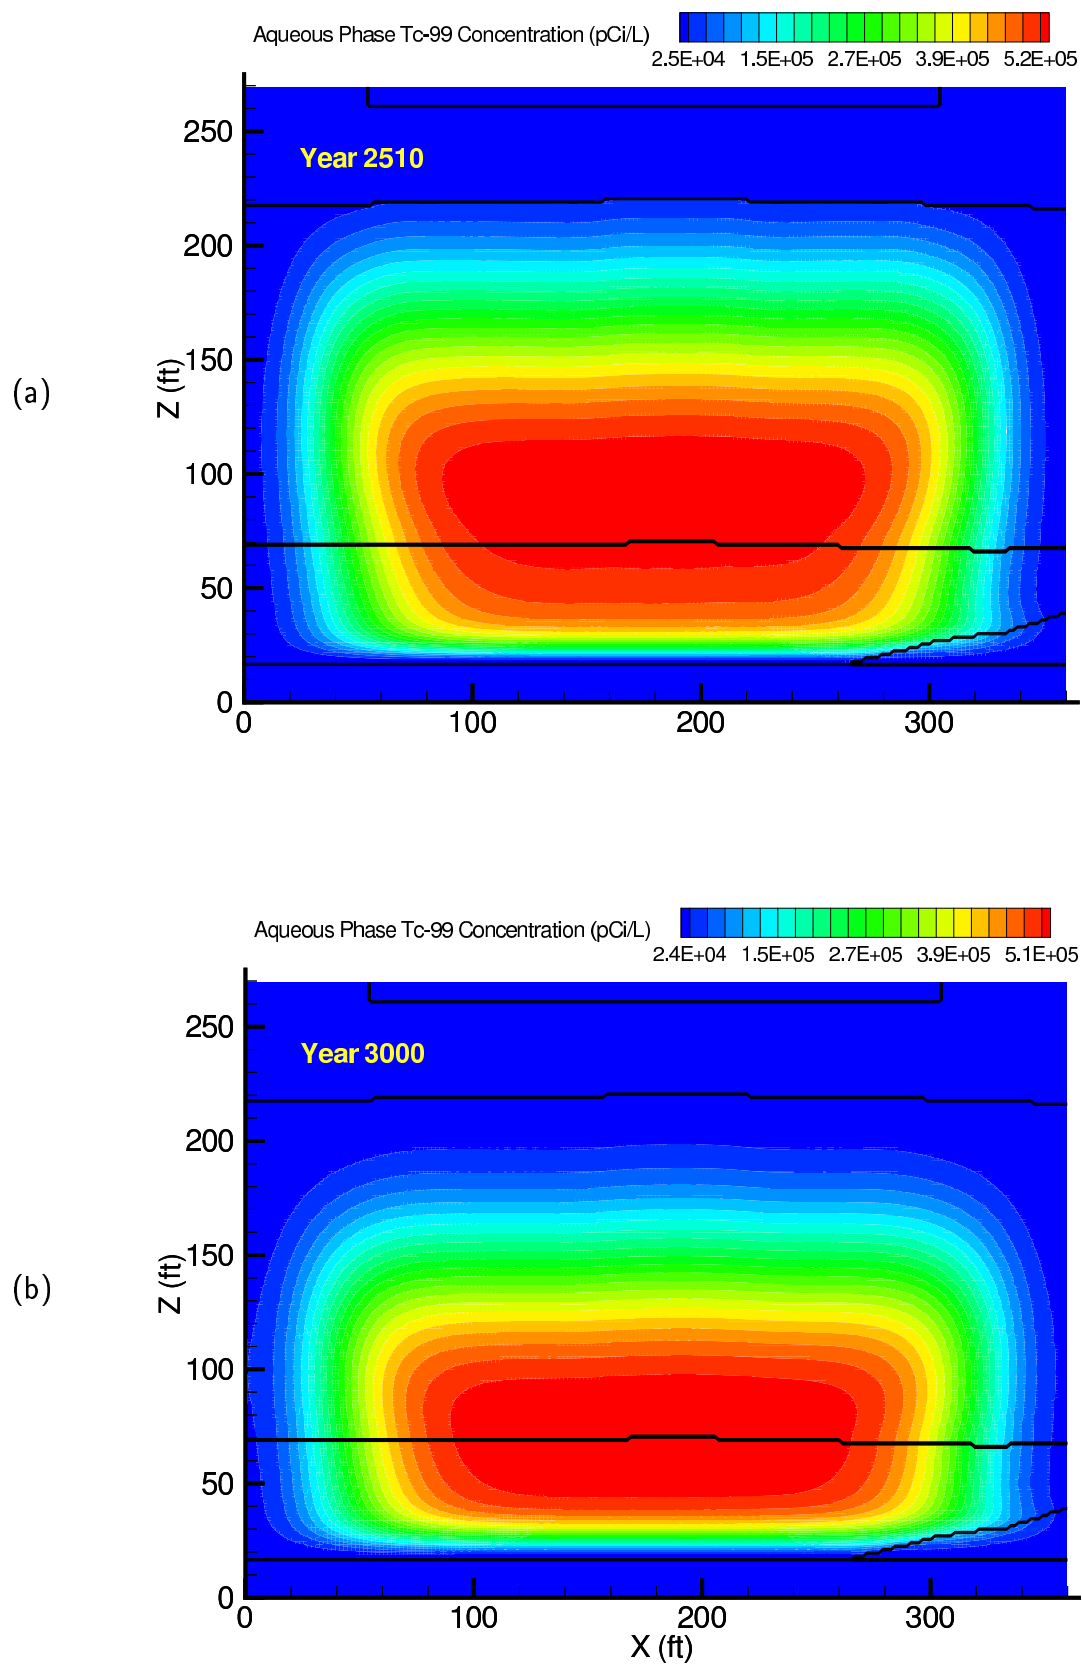 Aqueous Phase Tc-99 Concentration (pCi/L)
2.5E+04 1.5E+05 2.7E+05 3.9E+05 5.2E+05
250
Year 2510
200
150
Z (ft)
(a)
100
50
0
0 100 200 300
Aqueous Phase Tc-99 Concentration (pCi/L)
2.4E+04 1.5E+05 2.7E+05 3.9E+05 5.1E+05
250
Year 3000
200
150
Z (ft)
(b)
100
50
0
0 100 200 300
X (ft)